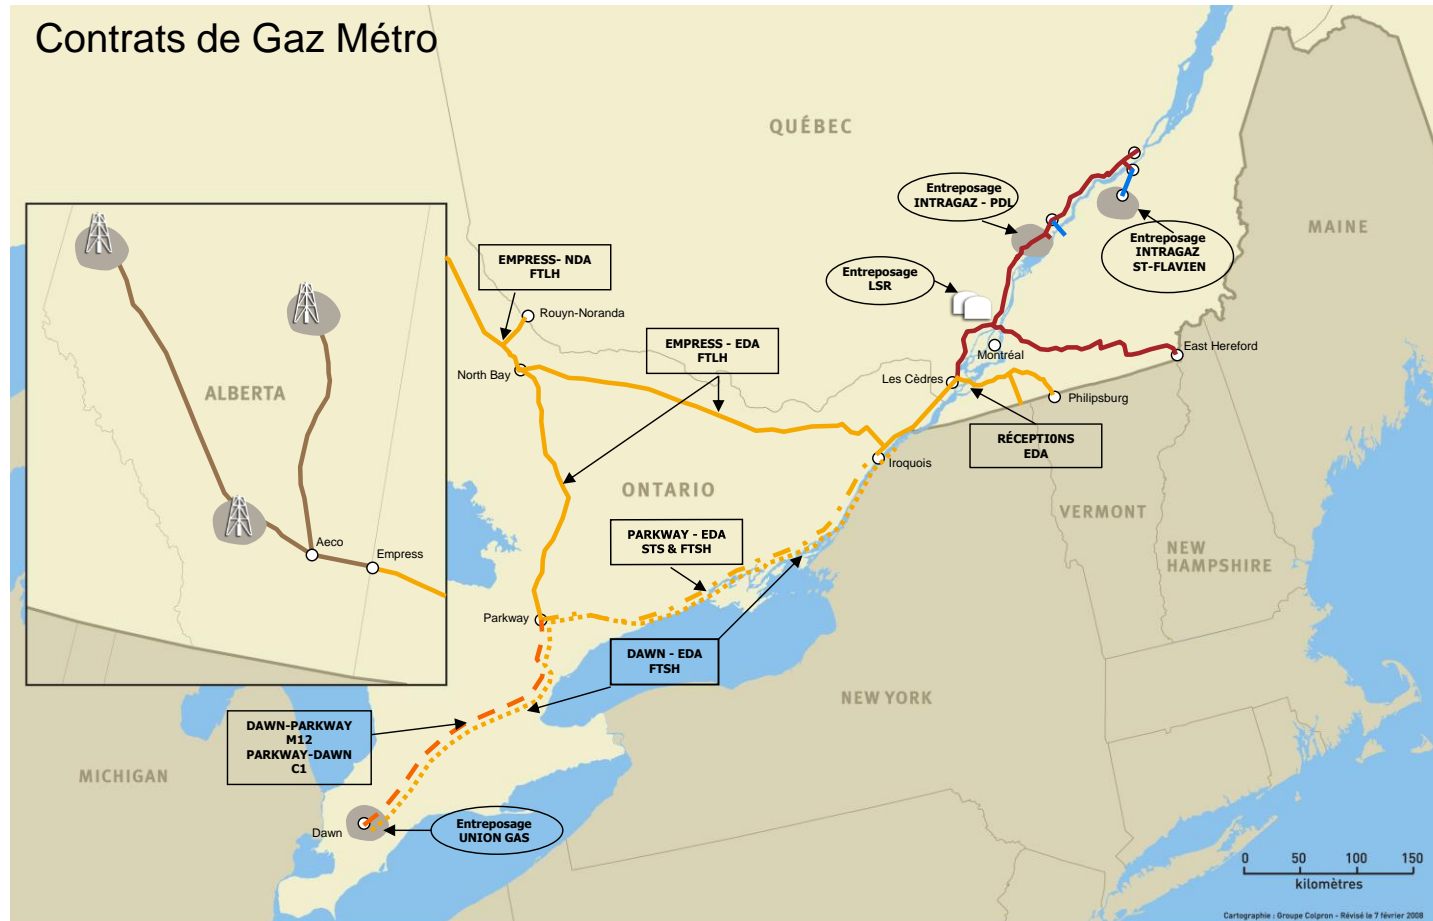 Contrats de Gaz Métro
QUÉBEC
MAINE
Entreposage
INTRAGAZ - PDL
Entreposage
INTRAGAZ
ST-FLAVIEN
EMPRESS- NDA
FTLH
Entreposage
LSR
Rouyn-Noranda
EMPRESS - EDA
FTLH
Montréal
East Hereford
North Bay
Les Cèdres
Philipsburg
ALBERTA
RÉCEPTI0NS
EDA
Iroquois
ONTARIO
VERMONT
PARKWAY - EDA
STS & FTSH
NEW
HAMPSHIRE
Aeco
Empress
Parkway
DAWN - EDA
FTSH
NEW YORK
DAWN-PARKWAY
M12
PARKWAY-DAWN
C1
MICHIGAN
Dawn
Entreposage
UNION GAS
0 50 100 150
kilomètres
Cartographie : Groupe Colpron - Révisé le 7 février 2008